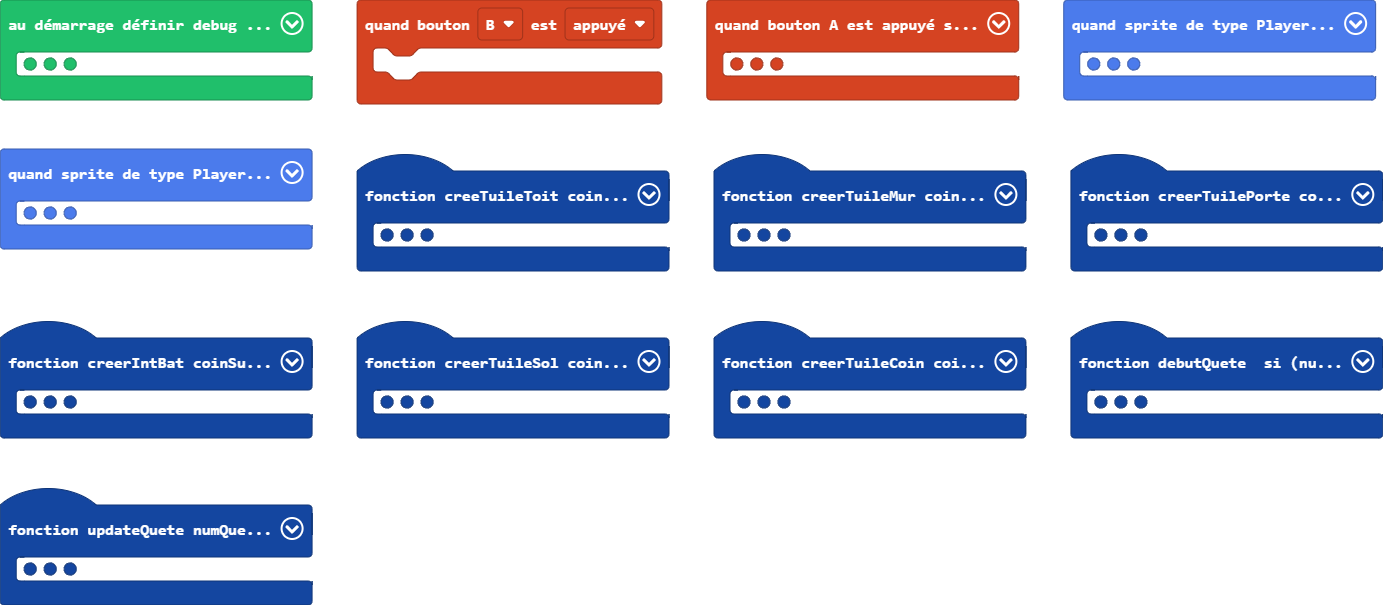 au démarrage définir debug ...
quand bouton B est appuyé
quand bouton A est appuyé s...
quand sprite de type Player...
quand sprite de type Player...
fonction creeTuileToit coin...
fonction creerTuileMur coin...
fonction creerTuilePorte co...
fonction creerIntBat coinSu...
fonction creerTuileSol coin...
fonction creerTuileCoin coi...
fonction debutQuete si (nu...
fonction updateQuete numQue...